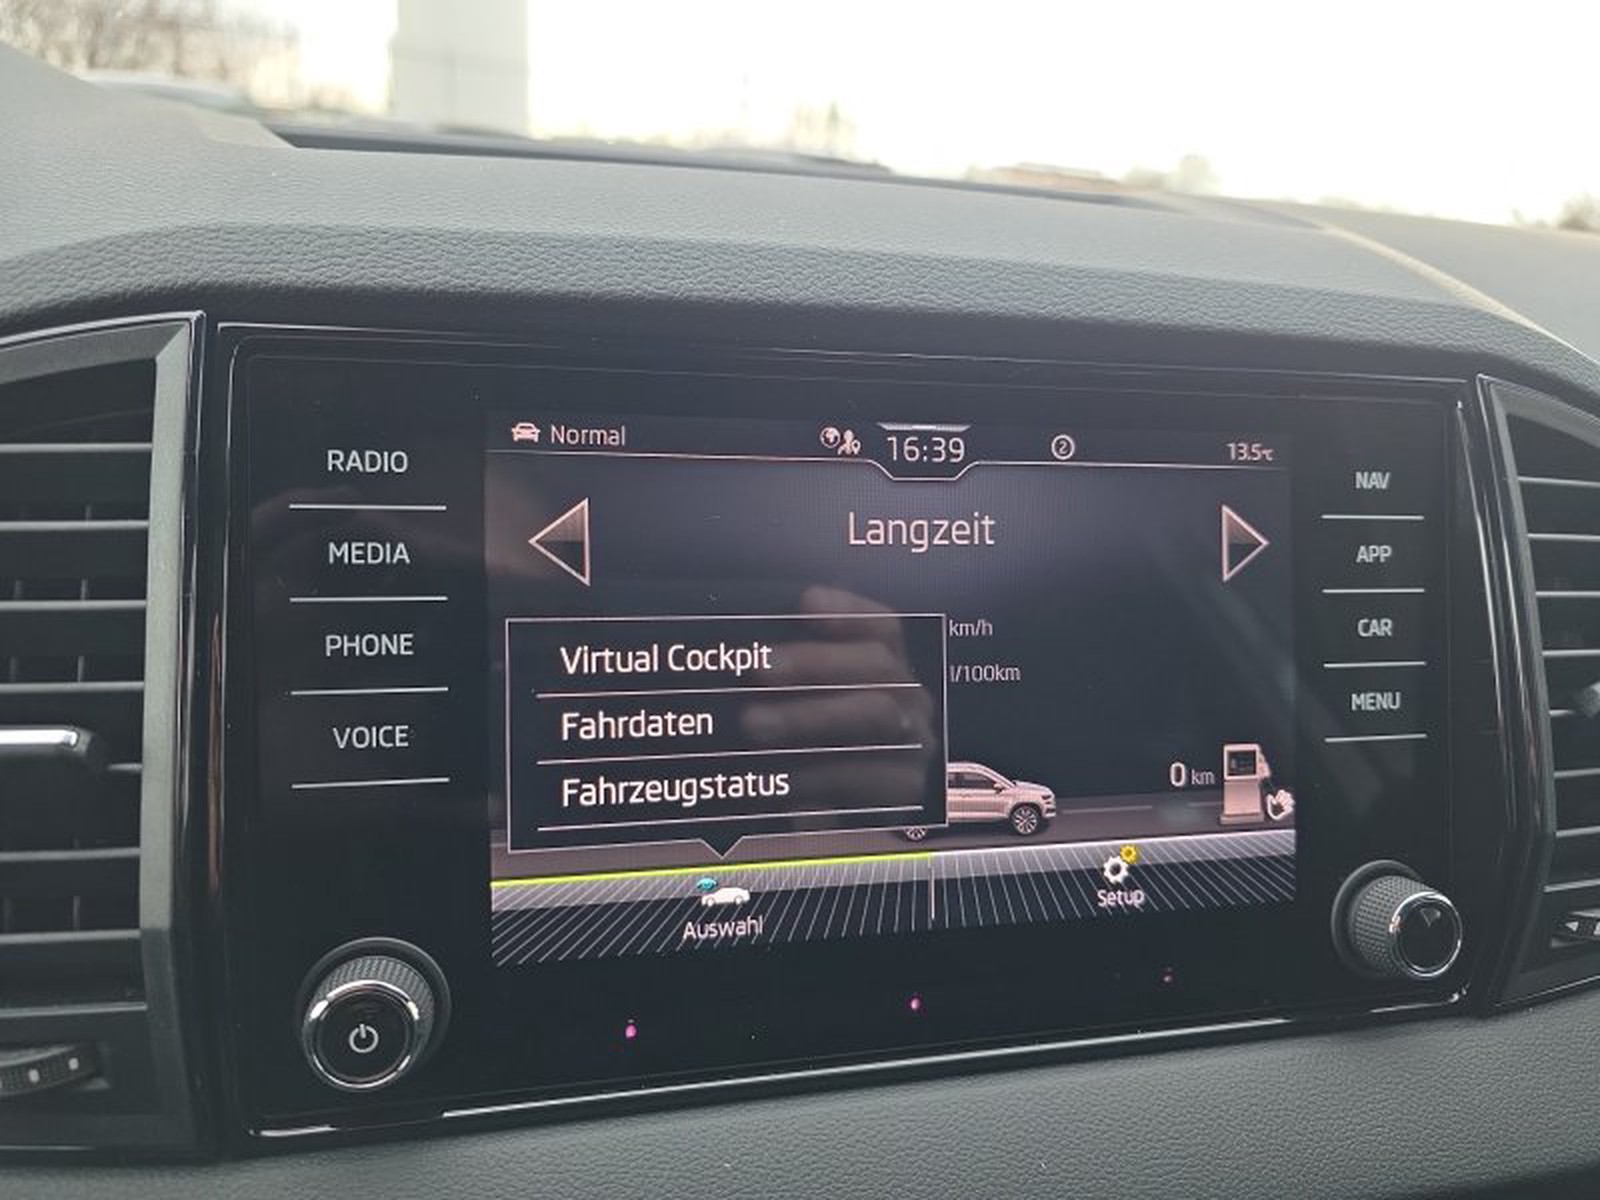 RADIO
MEDIA
PHONE
VOICE
Normal
16:39
2
13.5°C
Langzeit
km/h
l/100km
Virtual Cockpit
Fahrdaten
Fahrzeugstatus
0 km
Auswahl
Setup
NAV
APP
CAR
MENU